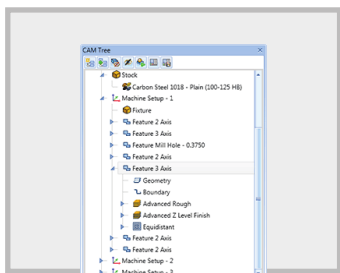 CAM Tree
Stock
Carbon Steel 1018 - Plain (100-125 HB)
Machine Setup - 1
Fixture
Feature 2 Axis
Feature 3 Axis
Feature Mill Hole - 0.3750
Feature 2 Axis
Feature 3 Axis
Geometry
Boundary
Advanced Rough
Advanced Z Level Finish
Equidistant
Feature 2 Axis
Feature 2 Axis
Machine Setup - 2
Machine Setup - 3